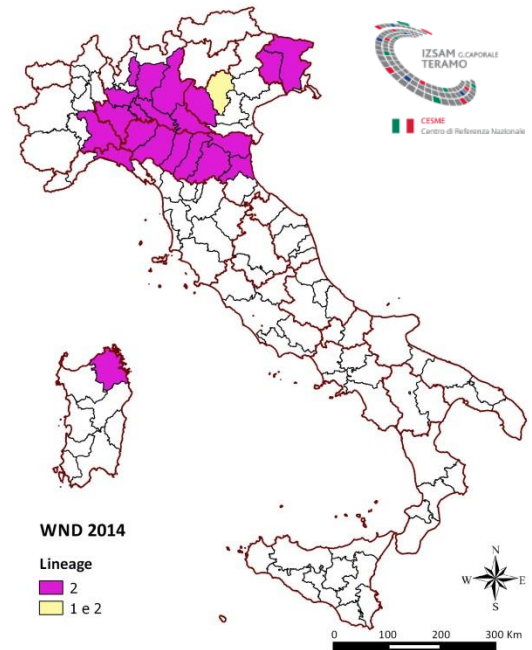 IZSAM G.CAPORALE
TERAMO
CESME
Centro di Referenza Nazionale
WND 2014
Lineage
2
1 e 2
N
W
E
S
0 100 200 300 Km